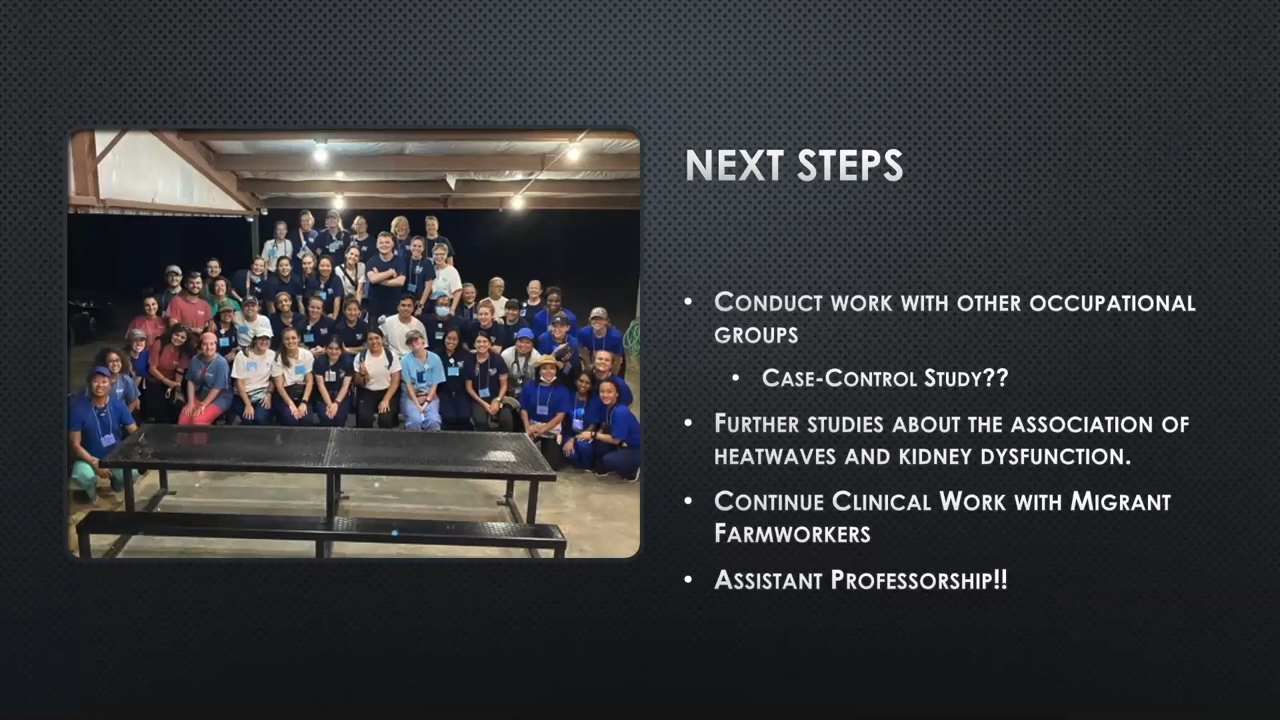 NEXT STEPS
• CONDUCT WORK WITH OTHER OCCUPATIONAL
GROUPS
• CASE-CONTROL STUDY??
• FURTHER STUDIES ABOUT THE ASSOCIATION OF
HEATWAVES AND KIDNEY DYSFUNCTION.
• CONTINUE CLINICAL WORK WITH MIGRANT
FARMWORKERS
• ASSISTANT PROFESSORSHIP!!